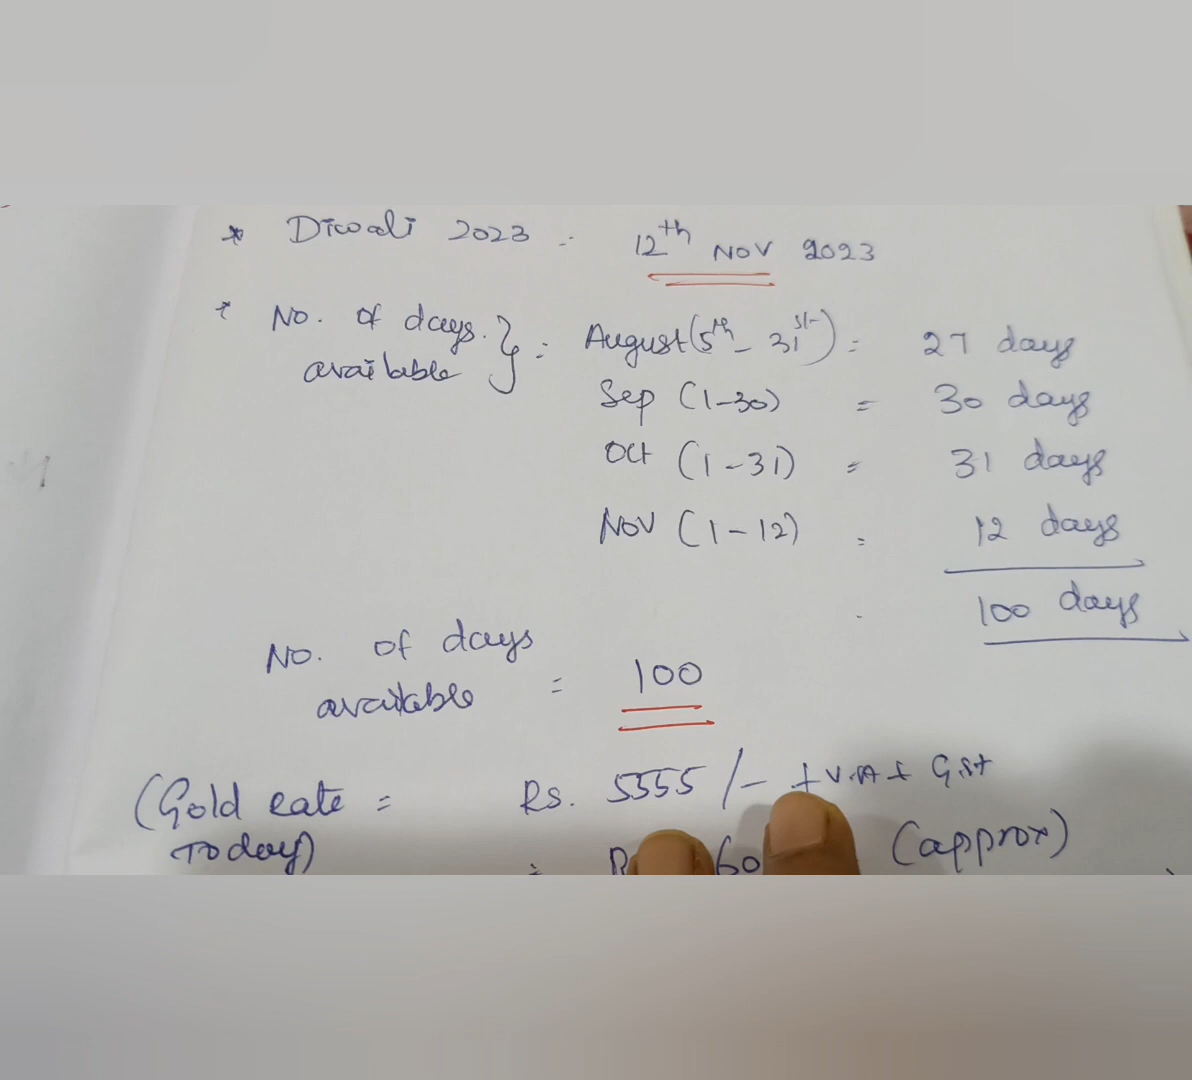 * Diwali 2023 :- 12th NOV 2023
* No. of days available } : August (5th - 31st) = 27 days
Sep (1-30) = 30 days
Oct (1-31) = 31 days
NOV (1-12) = 12 days
100 days
No. of days
available = 100
(Gold rate = Rs. 5555/- + V.A + G.st
Today)
(approx)